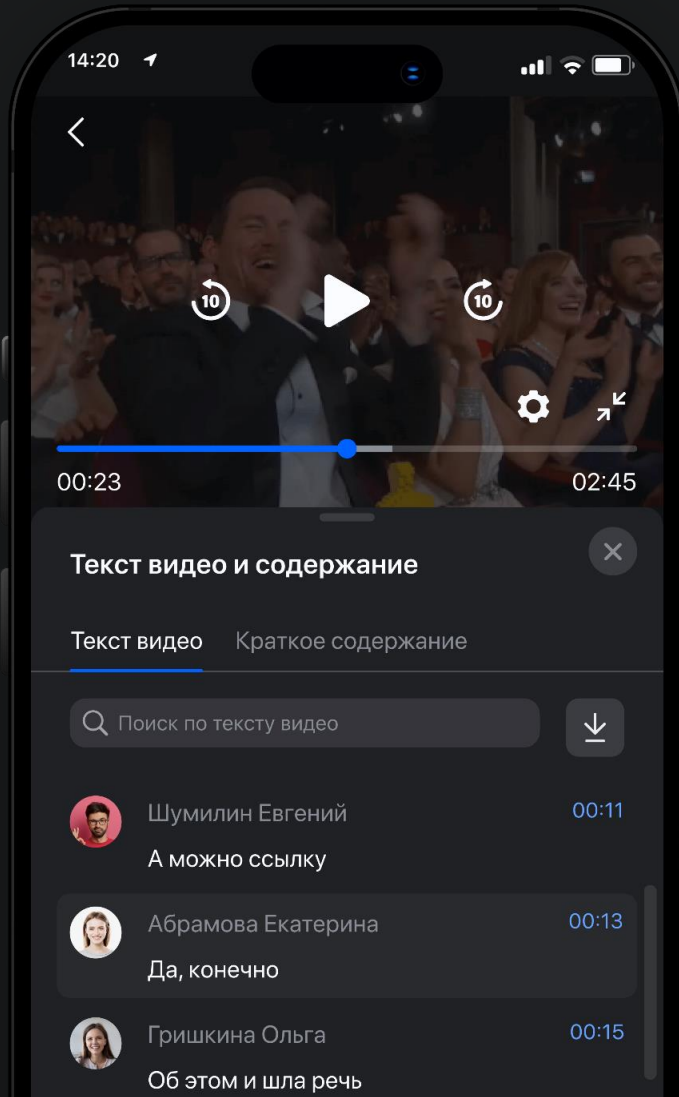 14:20
10
10
00:23 02:45
Текст видео и содержание
Текст видео Краткое содержание
Поиск по тексту видео
Шумилин Евгений 00:11
А можно ссылку
Абрамова Екатерина 00:13
Да, конечно
Гришкина Ольга 00:15
Об этом и шла речь